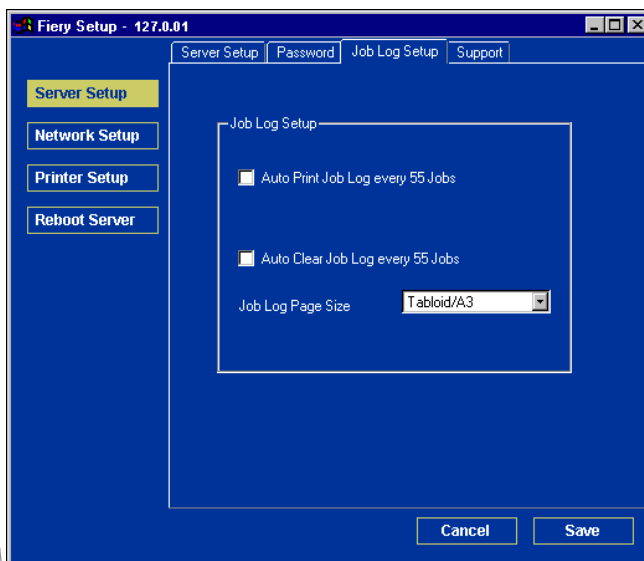 Fiery Setup - 127.0.01
Server Setup Password Job Log Setup Support
Server Setup
Network Setup
Printer Setup
Reboot Server
Job Log Setup
Auto Print Job Log every 55 Jobs
Auto Clear Job Log every 55 Jobs
Job Log Page Size Tabloid/A3
Cancel Save